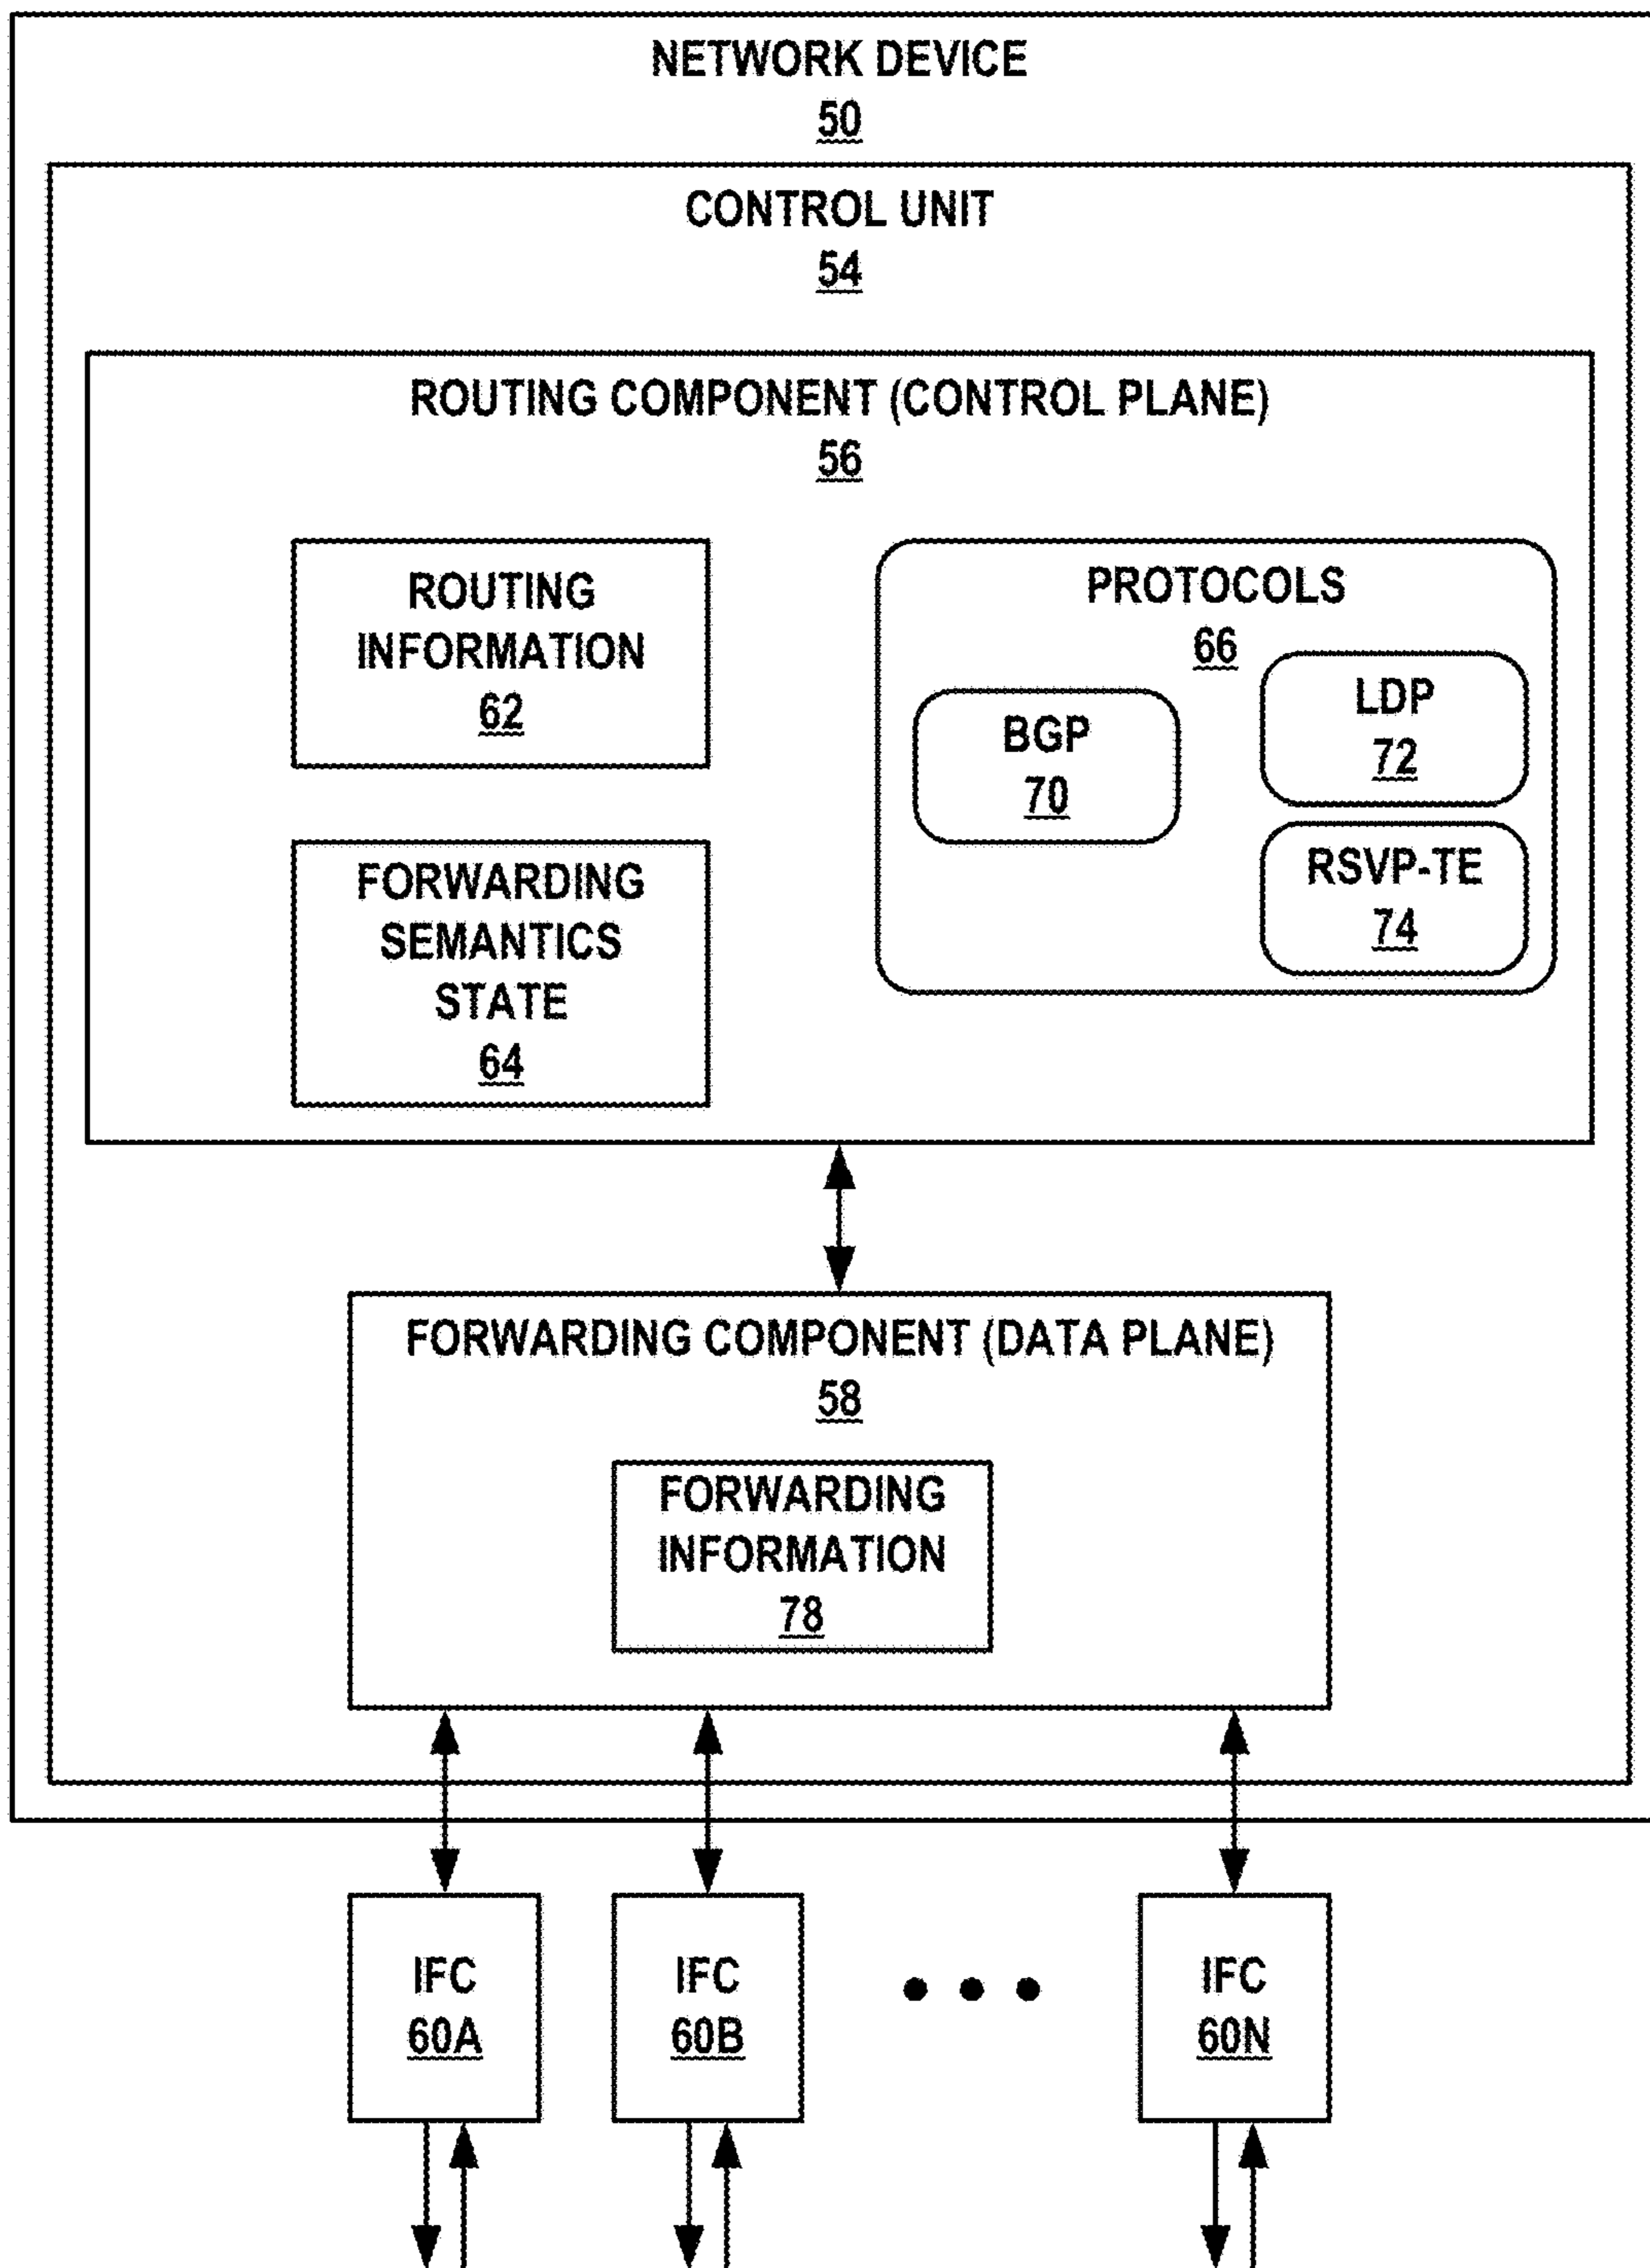 NETWORK DEVICE
50
CONTROL UNIT
54
ROUTING COMPONENT (CONTROL PLANE)
56
ROUTING
INFORMATION
62
FORWARDING
SEMANTICS
STATE
64
PROTOCOLS
66
BGP
70
LDP
72
RSVP-TE
74
FORWARDING COMPONENT (DATA PLANE)
58
FORWARDING
INFORMATION
78
IFC
60A
IFC
60B
IFC
60N